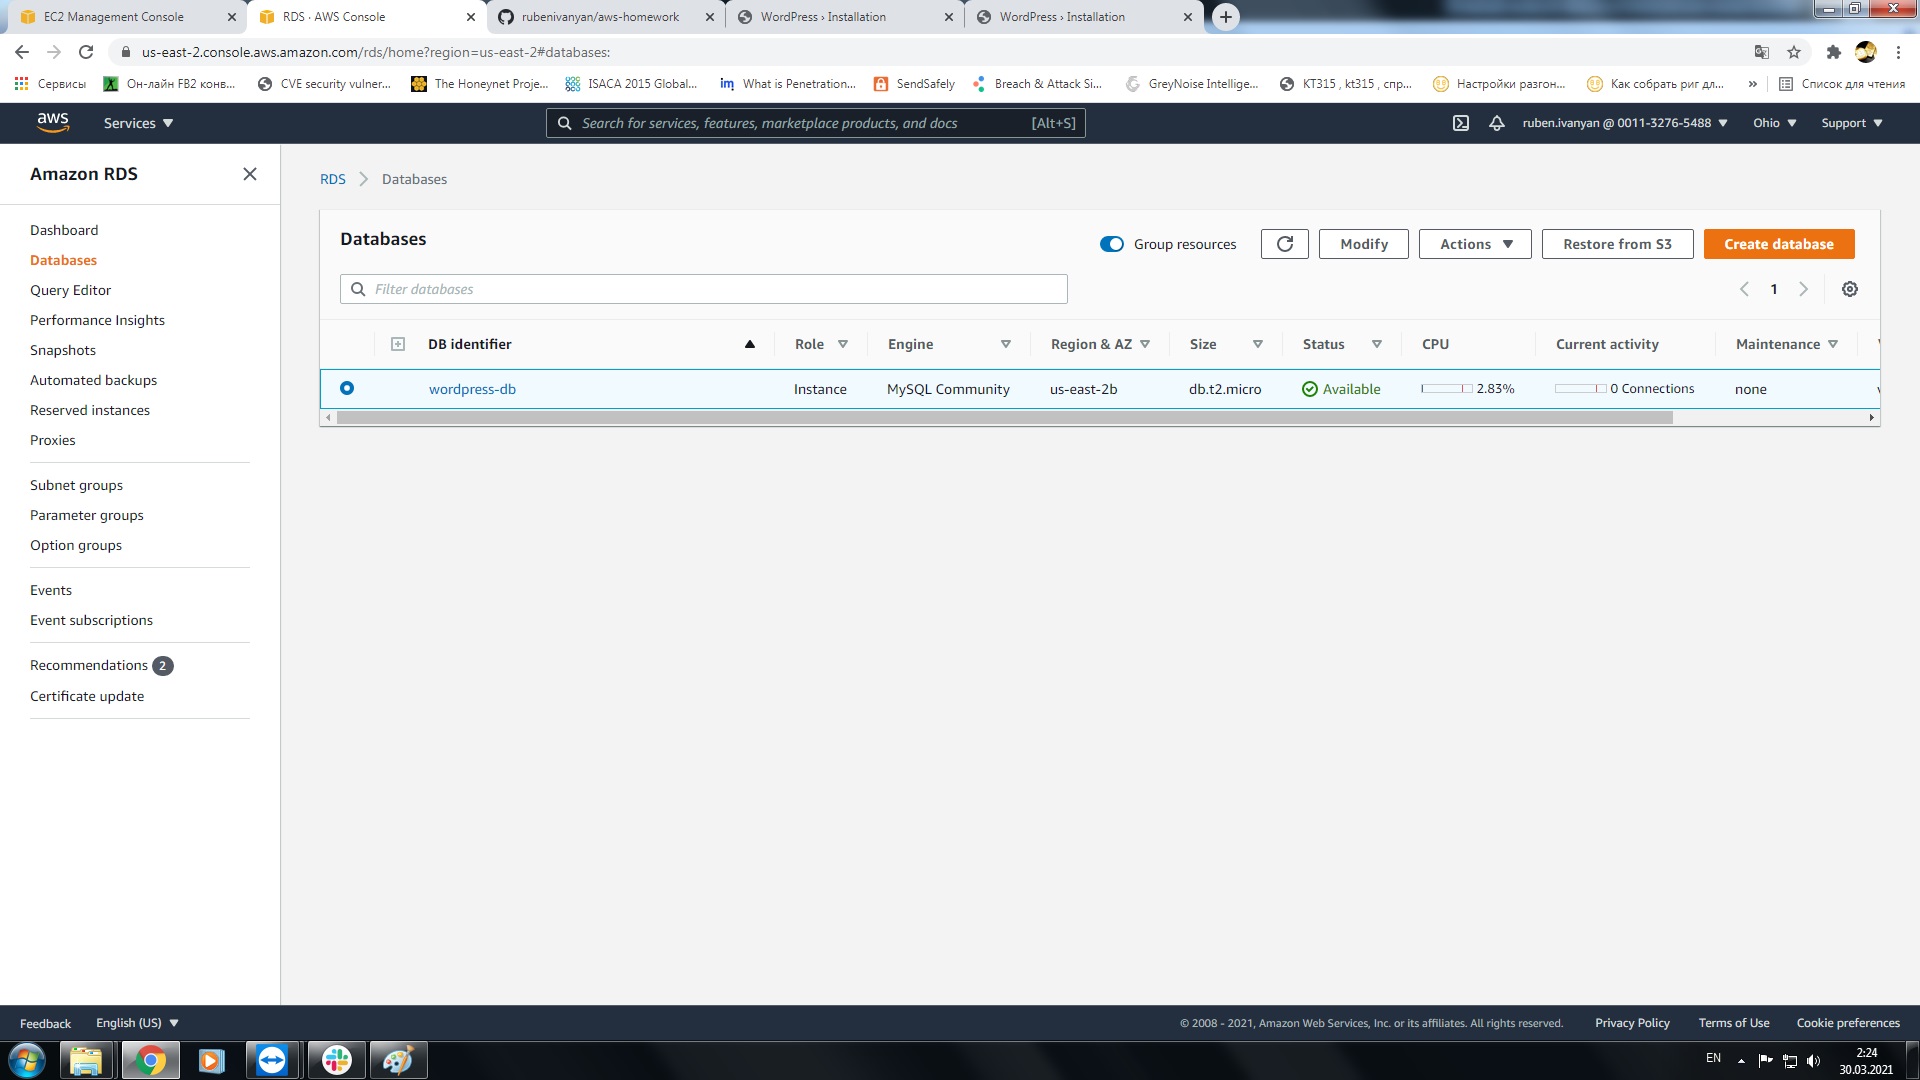 EC2 Management Console
RDS · AWS Console
rubenivanyan/aws-homework
WordPress › Installation
WordPress › Installation
us-east-2.console.aws.amazon.com/rds/home?region=us-east-2#databases:
Сервисы
Он-лайн FB2 конв...
CVE security vulner...
The Honeynet Proje...
ISACA 2015 Global...
im What is Penetration...
SendSafely
Breach & Attack Si...
GreyNoise Intellige...
KT315 , kt315 , спр...
Настройки разгон...
Как собрать риг дл...
»
Список для чтения
aws
Services
Search for services, features, marketplace products, and docs
[Alt+S]
ruben.ivanyan @ 0011-3276-5488
Ohio
Support
Amazon RDS
Dashboard
Databases
Query Editor
Performance Insights
Snapshots
Automated backups
Reserved instances
Proxies
Subnet groups
Parameter groups
Option groups
Events
Event subscriptions
Recommendations 2
Certificate update
RDS
Databases
Databases
Group resources
Modify
Actions
Restore from S3
Create database
Filter databases
1
DB identifier
Role
Engine
Region & AZ
Size
Status
CPU
Current activity
Maintenance
wordpress-db
Instance
MySQL Community
us-east-2b
db.t2.micro
Available
2.83%
0 Connections
none
Feedback
English (US)
© 2008 - 2021, Amazon Web Services, Inc. or its affiliates. All rights reserved.
Privacy Policy
Terms of Use
Cookie preferences
EN
2:24
30.03.2021